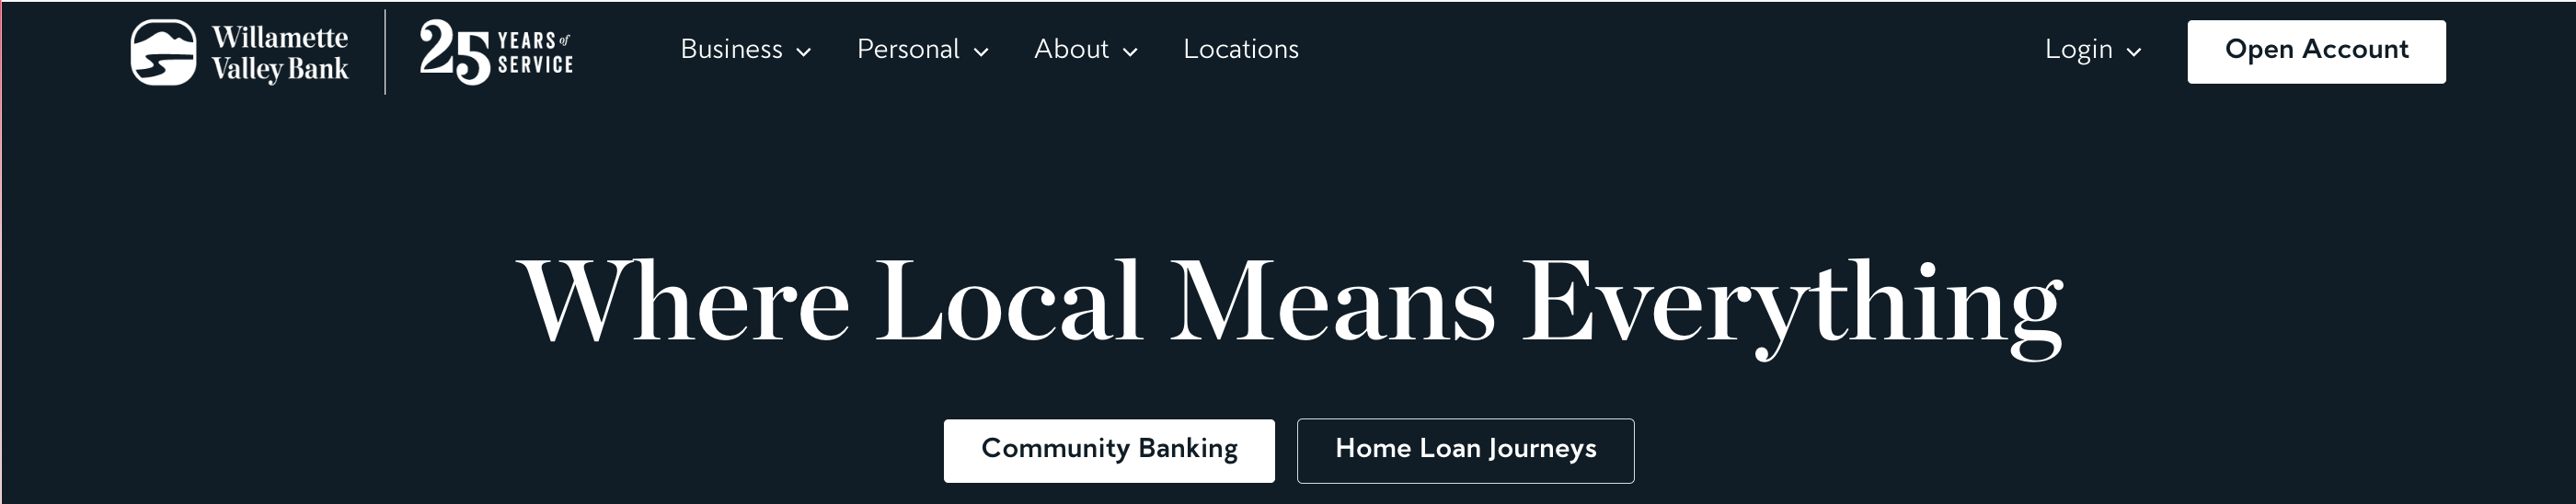 Willamette
Valley Bank
25 YEARS of
SERVICE
Business
Personal
About
Locations
Login
Open Account
Where Local Means Everything
Community Banking
Home Loan Journeys